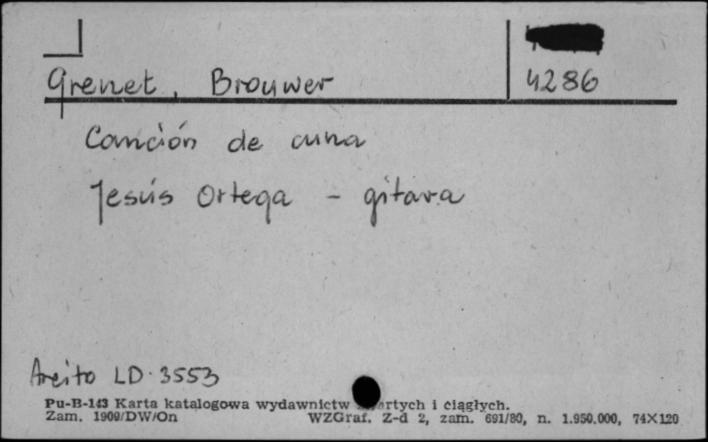 Grenet, Brouwer 4286
Canción de cuna
Jesús Ortega - gitara
Areito LD-3553
Pu-B-143 Karta katalogowa wydawnictw i ciągłych.
Zam. 1909/DW/On WZGraf. Z-d 2, zam. 691/80, n. 1.950.000, 74X120